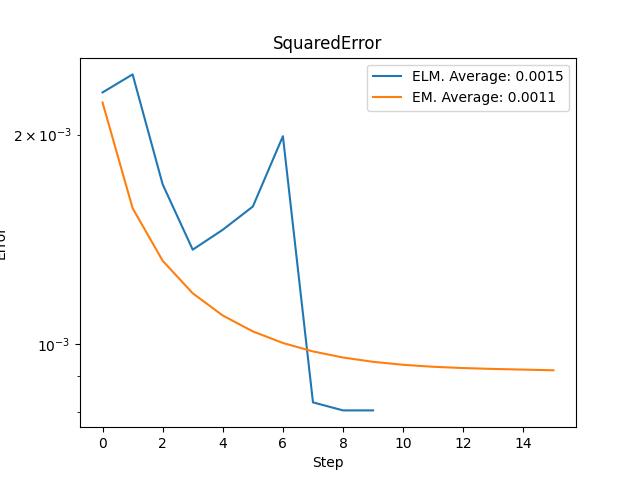 SquaredError
ELM. Average: 0.0015
EM. Average: 0.0011
2 × 10⁻³
10⁻³
Error
0 2 4 6 8 10 12 14
Step